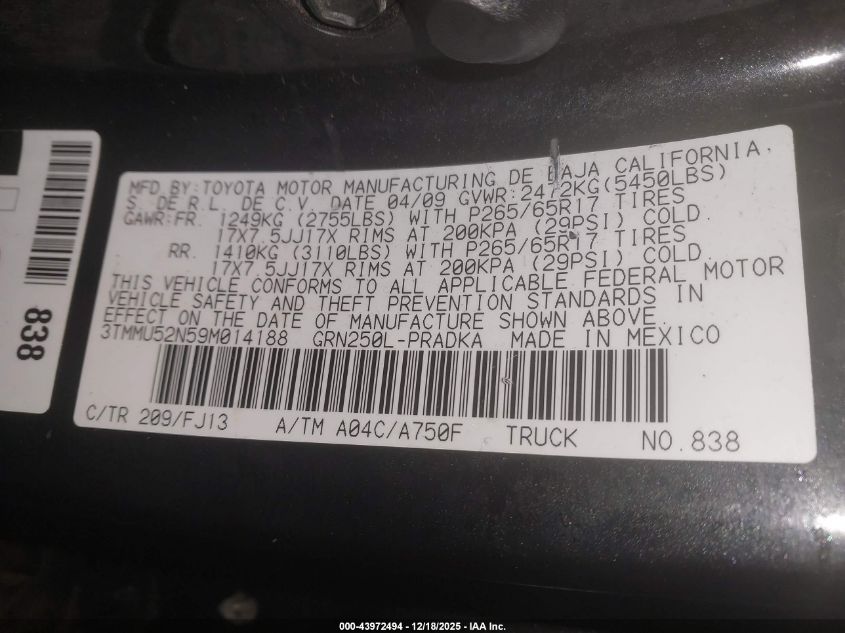 MFD BY:TOYOTA MOTOR MANUFACTURING DE BAJA CALIFORNIA,
S. DE R.L. DE C.V. DATE 04/09 GVWR:2472KG(5450LBS)
GAWR:FR. 1249KG (2755LBS) WITH P265/65R17 TIRES
17X7.5JJ17X RIMS AT 200KPA (29PSI) COLD
RR. 1410KG (3110LBS) WITH P265/65R17 TIRES
17X7.5JJ17X RIMS AT 200KPA (29PSI) COLD.
THIS VEHICLE CONFORMS TO ALL APPLICABLE FEDERAL MOTOR
VEHICLE SAFETY AND THEFT PREVENTION STANDARDS IN
EFFECT ON THE DATE OF MANUFACTURE SHOWN ABOVE.
3TMMU52N59M014188 GRN250L-PRADKA MADE IN MEXICO
C/TR 209/FJ13 A/TM A04C/A750F TRUCK NO.838
838
000-43972494 - 12/18/2025 - IAA Inc.